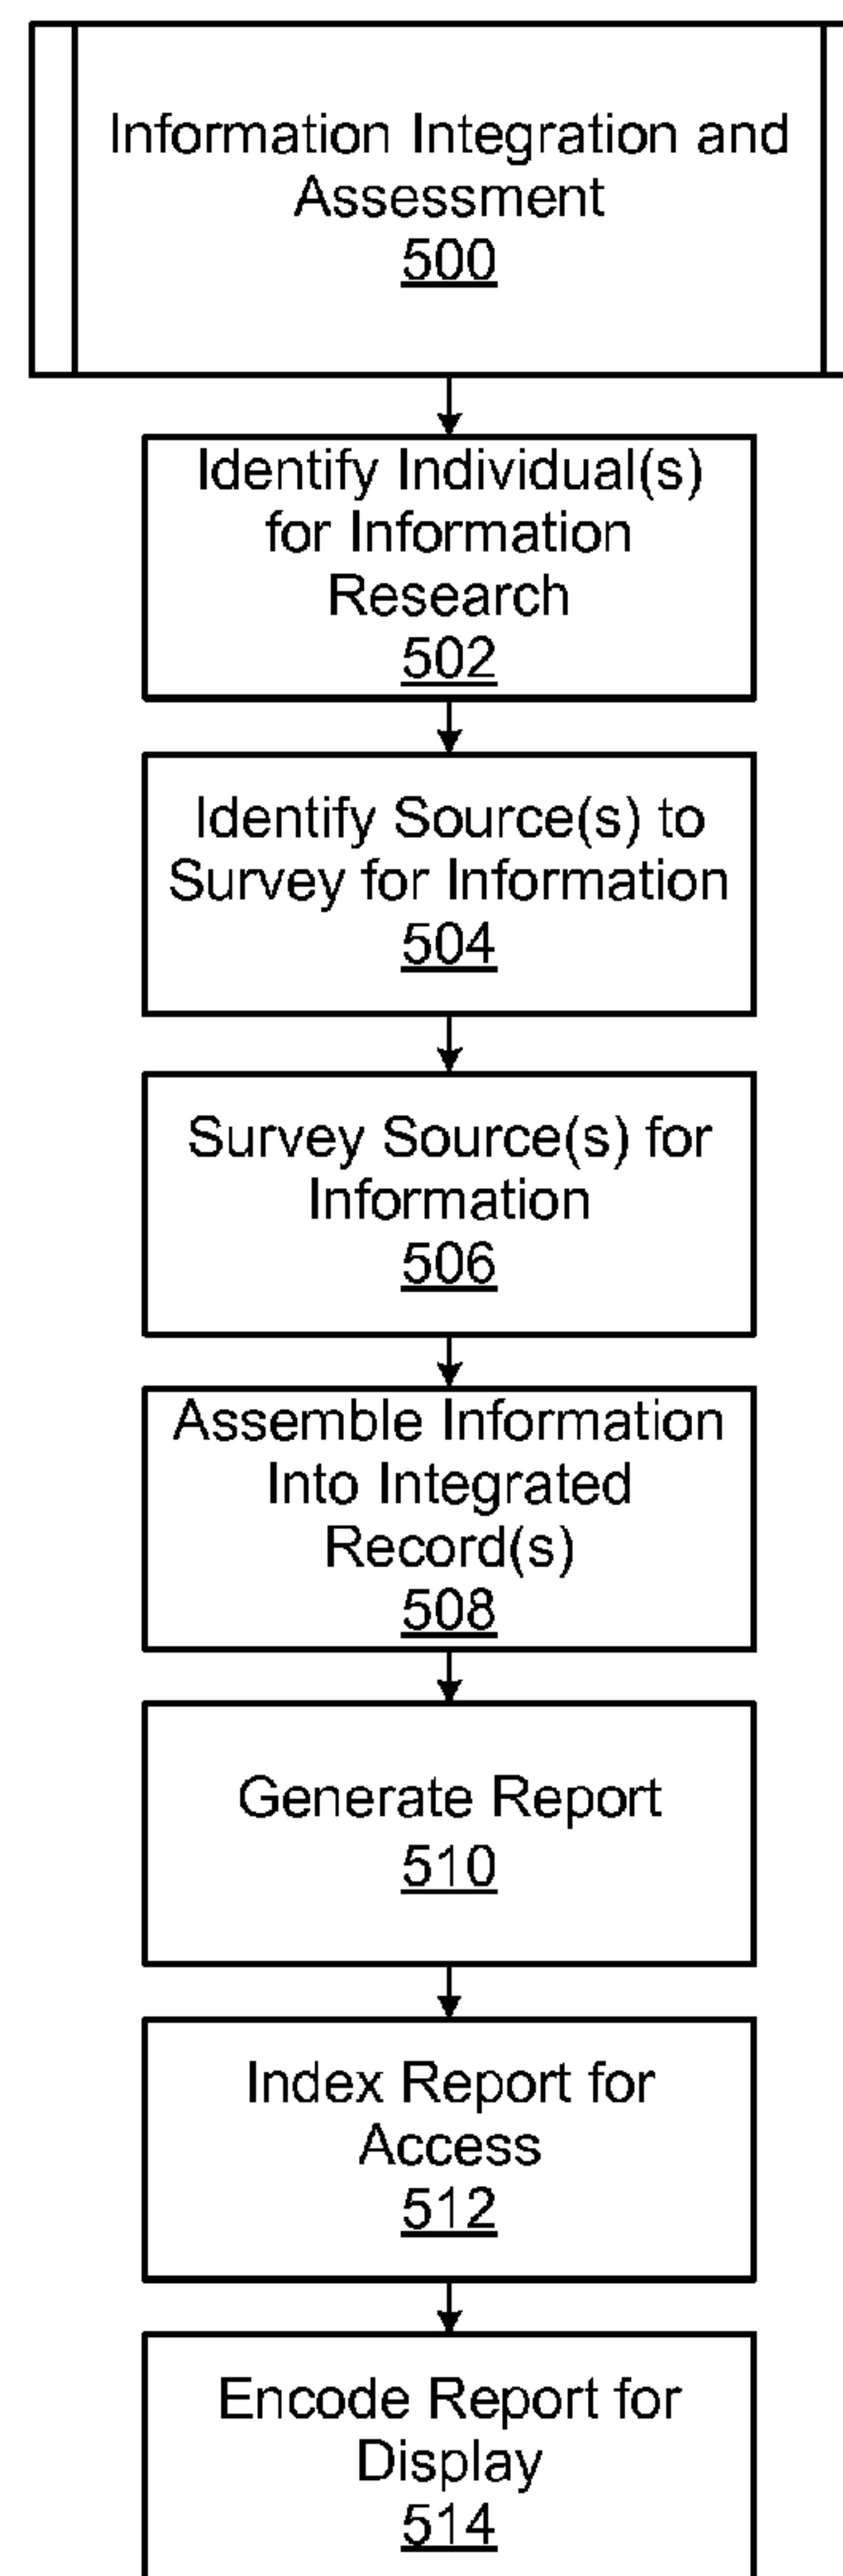 Information Integration and
Assessment
500
Identify Individual(s)
for Information
Research
502
Identify Source(s) to
Survey for Information
504
Survey Source(s) for
Information
506
Assemble Information
Into Integrated
Record(s)
508
Generate Report
510
Index Report for
Access
512
Encode Report for
Display
514